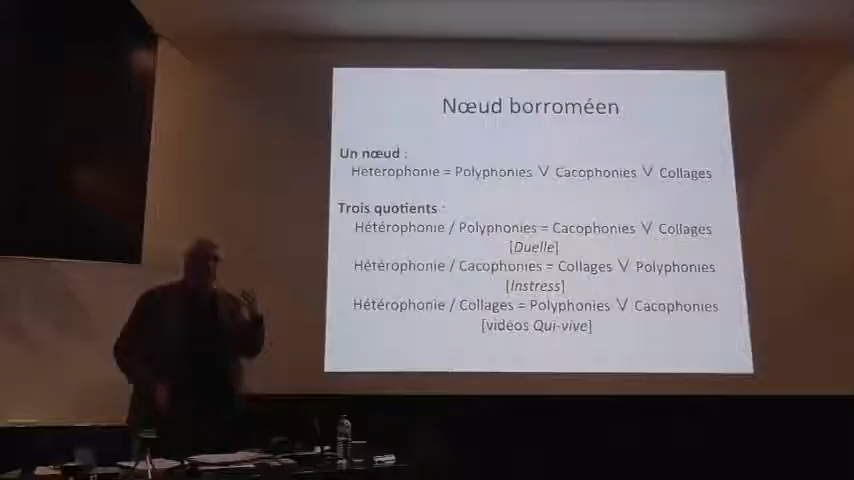 Nœud borroméen
Un nœud :
Hétérophonie = Polyphonies ∨ Cacophonies ∨ Collages
Trois quotients :
Hétérophonie / Polyphonies = Cacophonies ∨ Collages
[Duelle]
Hétérophonie / Cacophonies = Collages ∨ Polyphonies
[Instress]
Hétérophonie / Collages = Polyphonies ∨ Cacophonies
[vidéos Qui-vive]